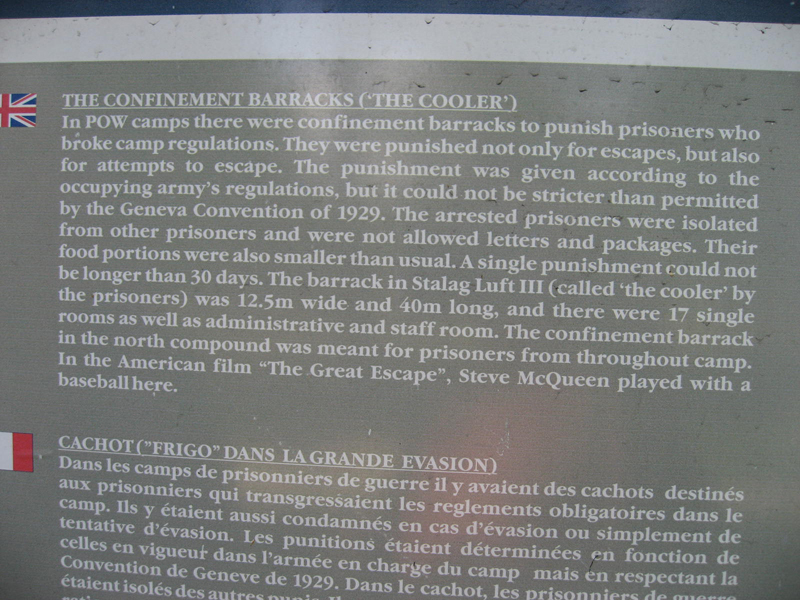 THE CONFINEMENT BARRACKS ('THE COOLER')
In POW camps there were confinement barracks to punish prisoners who
broke camp regulations. They were punished not only for escapes, but also
for attempts to escape. The punishment was given according to the
occupying army's regulations, but it could not be stricter than permitted
by the Geneva Convention of 1929. The arrested prisoners were isolated
from other prisoners and were not allowed letters and packages. Their
food portions were also smaller than usual. A single punishment could not
be longer than 30 days. The barrack in Stalag Luft III (called 'the cooler' by
the prisoners) was 12.5m wide and 40m long, and there were 17 single
rooms as well as administrative and staff room. The confinement barrack
in the north compound was meant for prisoners from throughout camp.
In the American film "The Great Escape", Steve McQueen played with a
baseball here.
CACHOT ("FRIGO" DANS LA GRANDE EVASION)
Dans les camps de prisonniers de guerre il y avaient des cachots destinés
aux prisonniers qui transgressaient les reglements obligatoires dans le
camp. Ils y étaient aussi condamnés en cas d'évasion ou simplement de
tentative d'évasion. Les punitions étaient déterminées en fonction de
celles en vigueur dans l'armée en charge du camp mais en respectant la
Convention de Geneve de 1929. Dans le cachot, les prisonniers de guerre
étaient isolés des autres